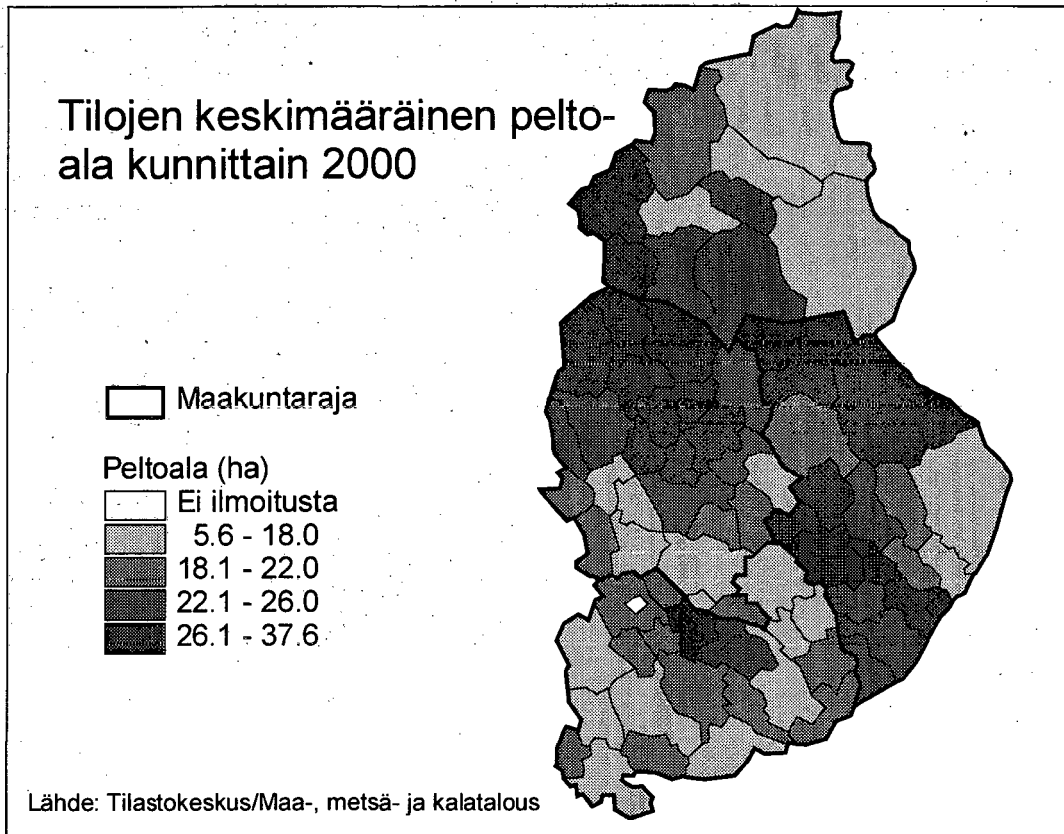 Tilojen keskimääräinen pelto-
ala kunnittain 2000
Maakuntaraja
Peltoala (ha)
Ei ilmoitusta
5.6 - 18.0
18.1 - 22.0
22.1 - 26.0
26.1 - 37.6
Lähde: Tilastokeskus/Maa-, metsä- ja kalatalous